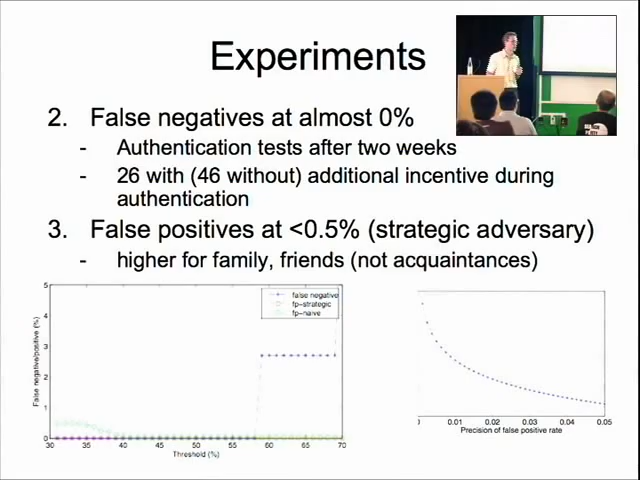 Experiments
2. False negatives at almost 0%
- Authentication tests after two weeks
- 26 with (46 without) additional incentive during
authentication
3. False positives at <0.5% (strategic adversary)
- higher for family, friends (not acquaintances)
5
4
3
2
1
0
False negative/positive (%)
false negative
fp-strategic
fp-naive
30 35 40 45 50 55 60 65 70
Threshold (%)
0.01 0.02 0.03 0.04 0.05
Precision of false positive rate